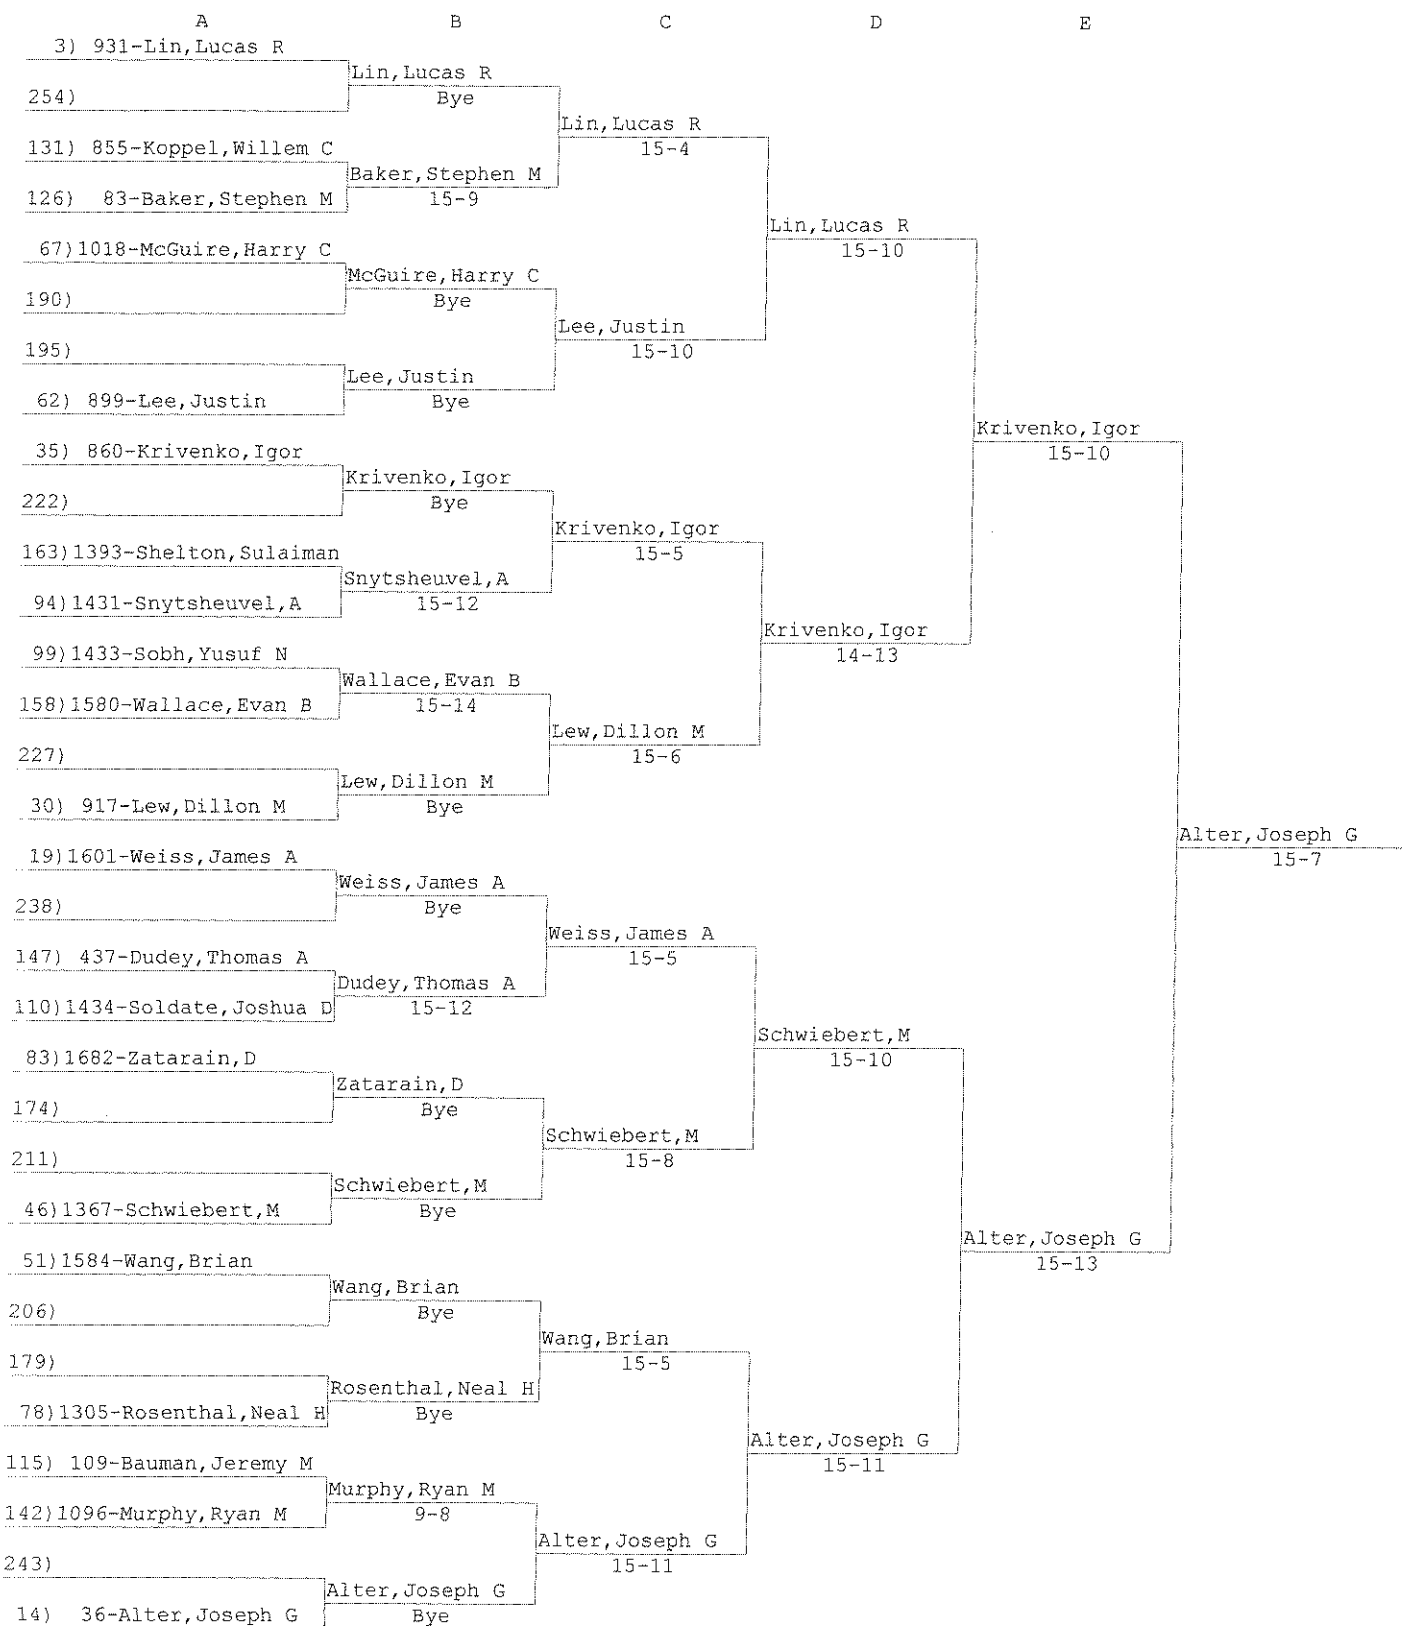 A B C D E
3) 931-Lin,Lucas R
Lin,Lucas R
254)
Bye
Lin,Lucas R
131) 855-Koppel,Willem C
15-4
Baker,Stephen M
126) 83-Baker,Stephen M
15-9
Lin,Lucas R
67)1018-McGuire,Harry C
15-10
McGuire,Harry C
190)
Bye
Lee,Justin
195)
15-10
Lee,Justin
62) 899-Lee,Justin
Bye
Krivenko,Igor
35) 860-Krivenko,Igor
15-10
Krivenko,Igor
222)
Bye
Krivenko,Igor
163)1393-Shelton,Sulaiman
15-5
Snytsheuvel,A
94)1431-Snytsheuvel,A
15-12
Krivenko,Igor
99)1433-Sobh,Yusuf N
14-13
Wallace,Evan B
158)1580-Wallace,Evan B
15-14
Lew,Dillon M
227)
15-6
Lew,Dillon M
30) 917-Lew,Dillon M
Bye
Alter,Joseph G
19)1601-Weiss,James A
15-7
Weiss,James A
238)
Bye
Weiss,James A
147) 437-Dudey,Thomas A
15-5
Dudey,Thomas A
110)1434-Soldate,Joshua D
15-12
Schwiebert,M
83)1682-Zatarain,D
15-10
Zatarain,D
174)
Bye
Schwiebert,M
211)
15-8
Schwiebert,M
46)1367-Schwiebert,M
Bye
Alter,Joseph G
51)1584-Wang,Brian
15-13
Wang,Brian
206)
Bye
Wang,Brian
179)
15-5
Rosenthal,Neal H
78)1305-Rosenthal,Neal H
Bye
Alter,Joseph G
115) 109-Bauman,Jeremy M
15-11
Murphy,Ryan M
142)1096-Murphy,Ryan M
9-8
Alter,Joseph G
243)
15-11
Alter,Joseph G
14) 36-Alter,Joseph G
Bye